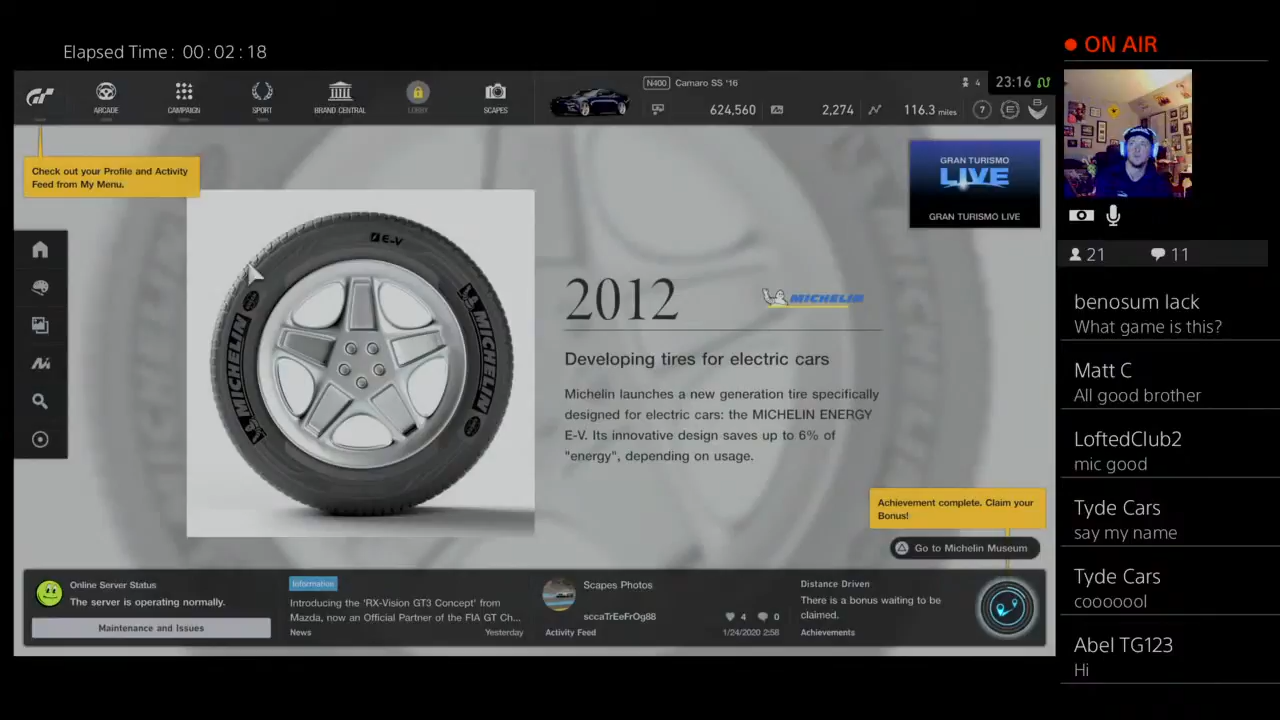 Elapsed Time: 00:02:18
ON AIR
ARCADE
CAMPAIGN
SPORT
BRAND CENTRAL
LOBBY
SCAPES
N400 Camaro SS '16
624,560
2,274
116.3 miles
4
23:16
7
E
B
Check out your Profile and Activity
Feed from My Menu.
GRAN TURISMO
LIVE
GRAN TURISMO LIVE
E-V
MICHELIN
MICHELIN
2012
MICHELIN
Developing tires for electric cars
Michelin launches a new generation tire specifically
designed for electric cars: the MICHELIN ENERGY
E-V. Its innovative design saves up to 6% of
"energy", depending on usage.
Achievement complete. Claim your
Bonus!
Go to Michelin Museum
Online Server Status
The server is operating normally.
Maintenance and Issues
Information
Introducing the 'RX-Vision GT3 Concept' from
Mazda, now an Official Partner of the FIA GT Ch...
News
Yesterday
Scapes Photos
sccaTrEeFrOg88
4
0
Activity Feed
1/24/2020 2:58
Distance Driven
There is a bonus waiting to be
claimed.
Achievements
21
11
benosum lack
What game is this?
Matt C
All good brother
LoftedClub2
mic good
Tyde Cars
say my name
Tyde Cars
cooooool
Abel TG123
Hi